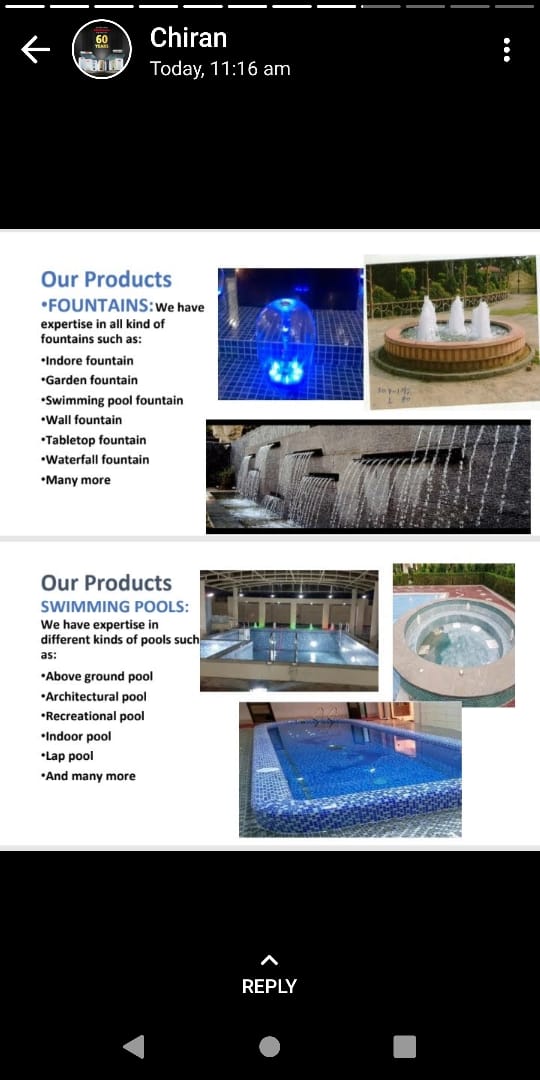 Chiran
Today, 11:16 am
60
YEARS
Our Products
•FOUNTAINS: We have
expertise in all kind of
fountains such as:
•Indore fountain
•Garden fountain
•Swimming pool fountain
•Wall fountain
•Tabletop fountain
•Waterfall fountain
•Many more
Our Products
SWIMMING POOLS:
We have expertise in
different kinds of pools such
as:
•Above ground pool
•Architectural pool
•Recreational pool
•Indoor pool
•Lap pool
•And many more
REPLY